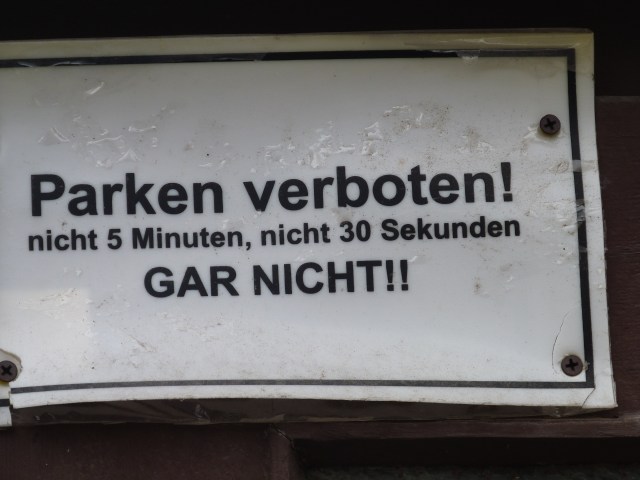 Parken verboten!
nicht 5 Minuten, nicht 30 Sekunden
GAR NICHT!!